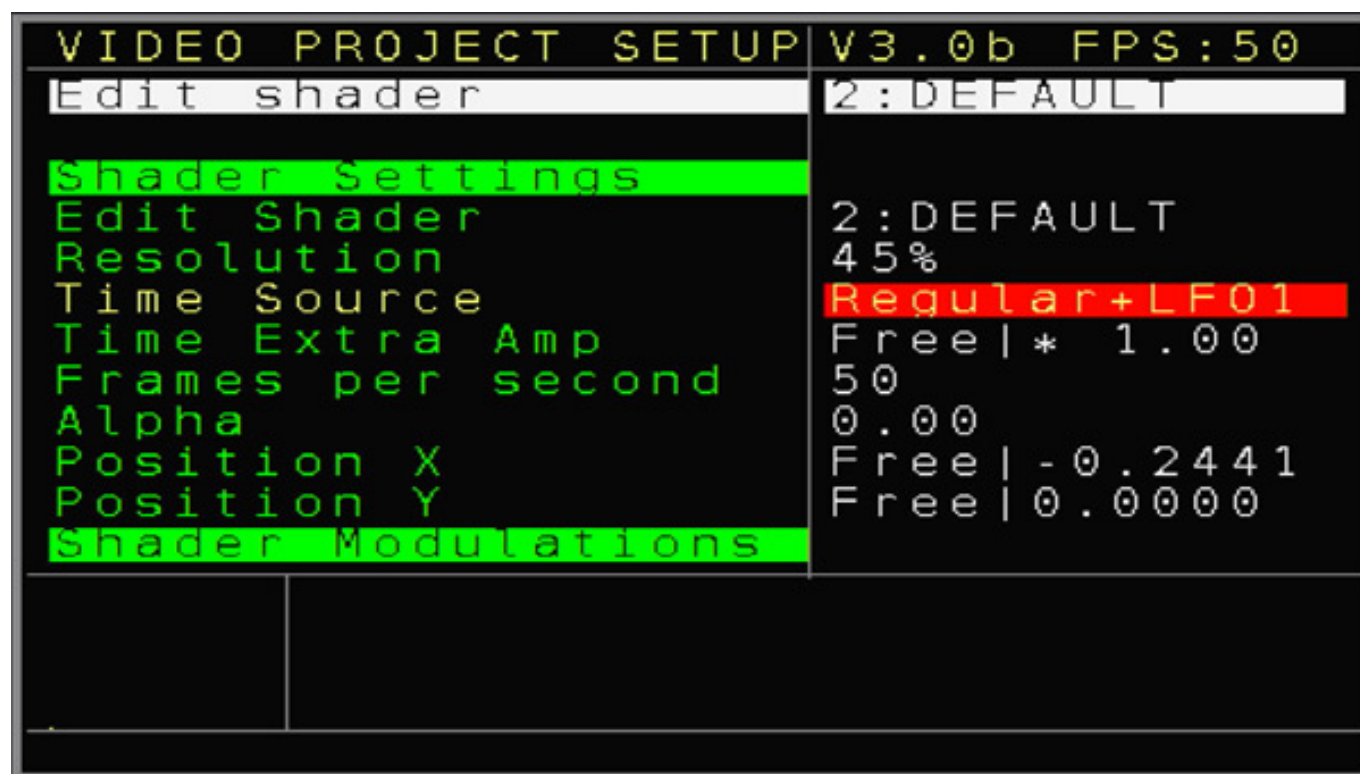 VIDEO PROJECT SETUP V3.0b FPS:50
Edit shader 2:DEFAULT
Shader Settings
Edit Shader 2:DEFAULT
Resolution 45%
Time Source Regular+LFO1
Time Extra Amp Free|* 1.00
Frames per second 50
Alpha 0.00
Position X Free|-0.2441
Position Y Free|0.0000
Shader Modulations